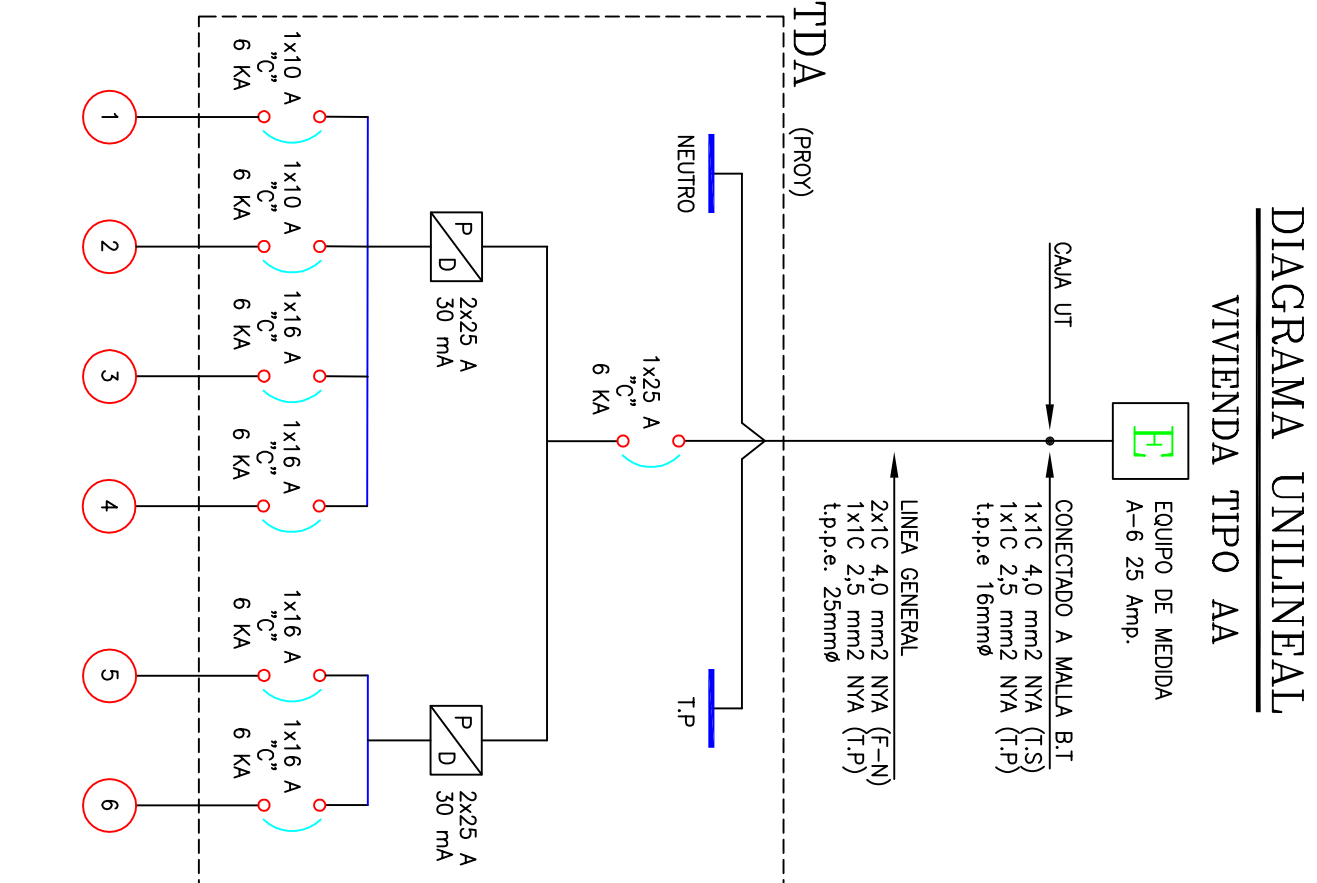 DIAGRAMA UNILINEAL
VIVIENDA TIPO AA
E
EQUIPO DE MEDIDA
A-6 25 Amp.
CAJA UT
CONECTADO A MALLA B.T
1x1C 4,0 mm2 NYA (T.S)
1x1C 2,5 mm2 NYA (T.P)
t.p.p.e 16mmø
LINEA GENERAL
2x1C 4,0 mm2 NYA (F-N)
1x1C 2,5 mm2 NYA (T.P)
t.p.p.e. 25mmø
TDA (PROY)
NEUTRO
T.P
1x25 A
"C"
6 KA
P
D
2x25 A
30 mA
P
D
2x25 A
30 mA
1x10 A
"C"
6 KA
1x10 A
"C"
6 KA
1x16 A
"C"
6 KA
1x16 A
"C"
6 KA
1x16 A
"C"
6 KA
1x16 A
"C"
6 KA
1
2
3
4
5
6